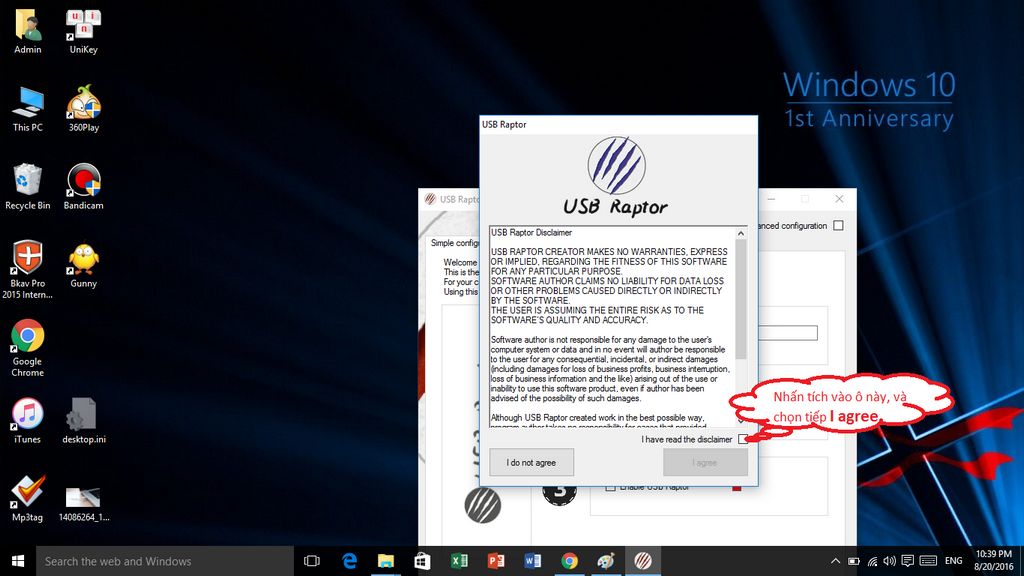 Admin
UniKey
This PC
360Play
Recycle Bin
Bandicam
Bkav Pro
2015 Intern...
Gunny
Google
Chrome
iTunes
desktop.ini
Mp3tag
14086264_1...
Windows 10
1st Anniversary
USB Raptor
USB Raptor
USB Raptor Disclaimer
USB RAPTOR CREATOR MAKES NO WARRANTIES, EXPRESS
OR IMPLIED, REGARDING THE FITNESS OF THIS SOFTWARE
FOR ANY PARTICULAR PURPOSE.
SOFTWARE AUTHOR CLAIMS NO LIABILITY FOR DATA LOSS
OR OTHER PROBLEMS CAUSED DIRECTLY OR INDIRECTLY
BY THE SOFTWARE.
THE USER IS ASSUMING THE ENTIRE RISK AS TO THE
SOFTWARE'S QUALITY AND ACCURACY.
Software author is not responsible for any damage to the user's
computer system or data and in no event will author be responsible
to the user for any consequential, incidental, or indirect damages
(including damages for loss of business profits, business interruption,
loss of business information and the like) arising out of the use or
inability to use this software product, even if author has been
advised of the possibility of such damages.
Although USB Raptor created work in the best possible way,
I have read the disclaimer
I do not agree
I agree
USB Rapto
anced configuration
Simple config
Welcome
This is the
For your c
Using this
3
Enable USB Raptor
Nhấn tích vào ô này, và
chọn tiếp I agree.
Search the web and Windows
ENG
10:39 PM
8/20/2016